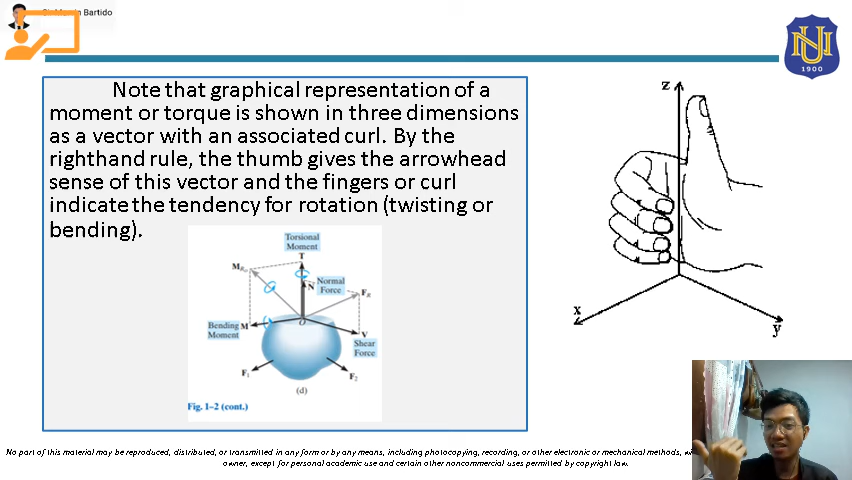 Bartido
NU
1900
Note that graphical representation of a
moment or torque is shown in three dimensions
as a vector with an associated curl. By the
righthand rule, the thumb gives the arrowhead
sense of this vector and the fingers or curl
indicate the tendency for rotation (twisting or
bending).
Torsional
Moment
T
Normal
Force
N
F_R
Bending
Moment
M
O
V
Shear
Force
F₁
F₂
(d)
Fig. 1–2 (cont.)
z
x
y
No part of this material may be reproduced, distributed, or transmitted in any form or by any means, including photocopying, recording, or other electronic or mechanical methods,
owner, except for personal academic use and certain other noncommercial uses permitted by copyright law.